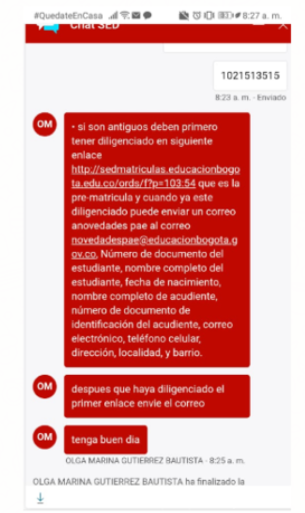 #QuedateEnCasa 8:27 a. m.
Chat SED
1021513515
8:23 a. m. - Enviado
OM
• si son antiguos deben primero
tener diligenciado en siguiente
enlace
http://sedmatriculas.educacionbogo
ta.edu.co/ords/f?p=103:54 que es la
pre-matricula y cuando ya este
diligenciado puede enviar un correo
anovedades pae al correo
novedadespae@educacionbogota.g
ov.co, Número de documento del
estudiante, nombre completo del
estudiante, fecha de nacimiento,
nombre completo de acudiente,
número de documento de
identificación del acudiente, correo
electrónico, teléfono celular,
dirección, localidad, y barrio.
OM
despues que haya diligenciado el
primer enlace envie el correo
OM
tenga buen dia
OLGA MARINA GUTIERREZ BAUTISTA - 8:25 a. m.
OLGA MARINA GUTIERREZ BAUTISTA ha finalizado la